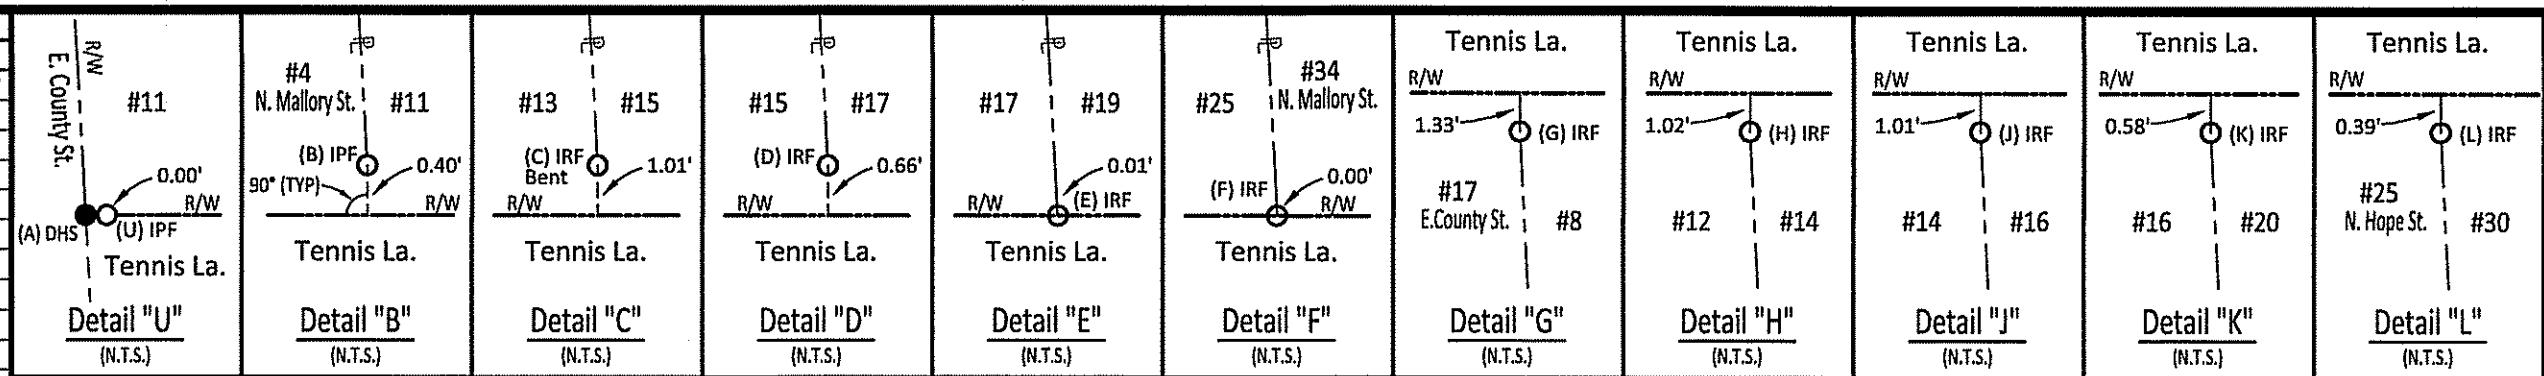 R/W
E. County St.
#11
0.00'
R/W
(A) DHS
(U) IPF
Tennis La.
Detail "U"
(N.T.S.)
PL
#4
N. Mallory St.
#11
(B) IPF
0.40'
90° (TYP)
R/W
Tennis La.
Detail "B"
(N.T.S.)
PL
#13
#15
(C) IRF
Bent
1.01'
R/W
Tennis La.
Detail "C"
(N.T.S.)
PL
#15
#17
(D) IRF
0.66'
R/W
Tennis La.
Detail "D"
(N.T.S.)
PL
#17
#19
0.01'
R/W
(E) IRF
Tennis La.
Detail "E"
(N.T.S.)
PL
#34
N. Mallory St.
#25
(F) IRF
0.00'
R/W
Tennis La.
Detail "F"
(N.T.S.)
Tennis La.
R/W
1.33'
(G) IRF
#17
E.County St.
#8
Detail "G"
(N.T.S.)
Tennis La.
R/W
1.02'
(H) IRF
#12
#14
Detail "H"
(N.T.S.)
Tennis La.
R/W
1.01'
(J) IRF
#14
#16
Detail "J"
(N.T.S.)
Tennis La.
R/W
0.58'
(K) IRF
#16
#20
Detail "K"
(N.T.S.)
Tennis La.
R/W
0.39'
(L) IRF
#25
N. Hope St.
#30
Detail "L"
(N.T.S.)